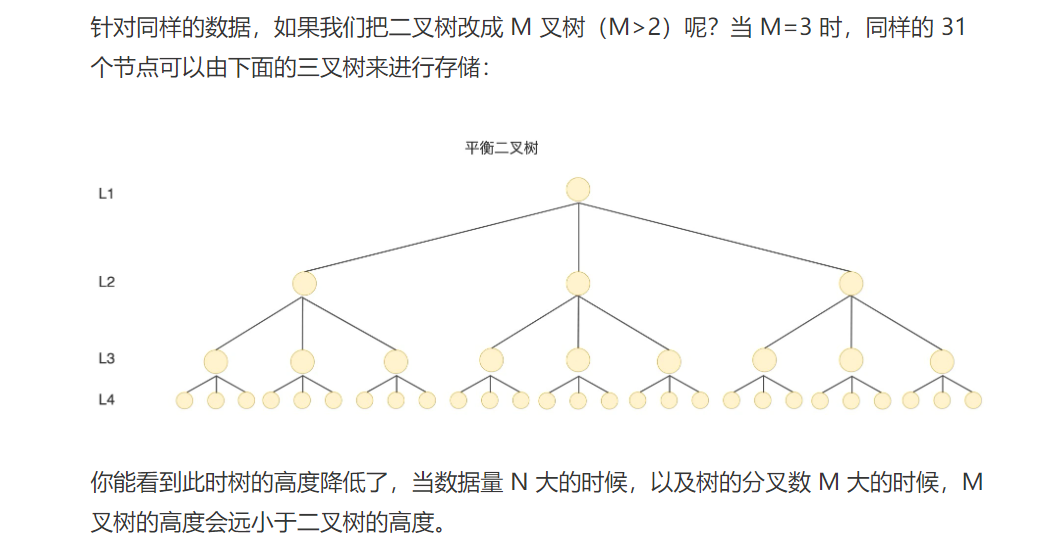 针对同样的数据，如果我们把二叉树改成 M 叉树（M>2）呢？当 M=3 时，同样的 31
个节点可以由下面的三叉树来进行存储：
平衡二叉树
L1
L2
L3
L4
你能看到此时树的高度降低了，当数据量 N 大的时候，以及树的分叉数 M 大的时候，M
叉树的高度会远小于二叉树的高度。